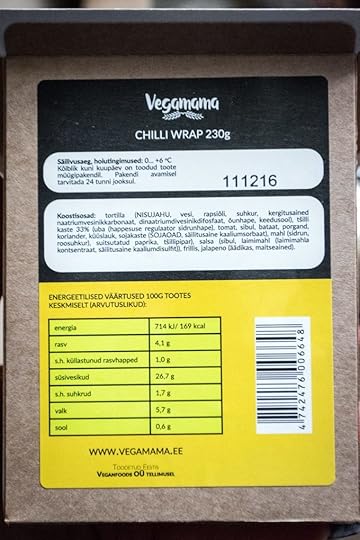 Vegamama
CHILLI WRAP 230g
Säilivusaeg, hoiutingimused: 0... +6 °C
Kõlblik kuni kuupäev on toodud toote
müügipakendil. Pakendi avamisel
tarvitada 24 tunni jooksul.
111216
Koostisosad: tortilla (NISUJAHU, vesi, rapsiõli, suhkur, kergitusained
naatriumvesinikkarbonaat, dinaatriumdivesinikdifosfaat, õunhape, keedusool), tšilli
kaste 33% (uba (happesuse regulaator sidrunhape), tomat, sibul, bataat, porgand,
koriander, küüslauk, sojakaste (SOJAOAD, säilitusaine kaaliumsorbaat), mahl (sidrun,
roosuhkur), suitsutatud paprika, tšillipipar), salsa (sibul, laimimahl (laimimahla
kontsentraat, säilitusaine kaaliumdisulfit)), frillis, jalapeno (äädikas, maitseained).
ENERGEETILISED VÄÄRTUSED 100G TOOTES
KESKMISELT (ARVUTUSLIKUD):
energia 714 kJ/ 169 kcal
rasv 4,1 g
s.h. küllastunud rasvhapped 1,0 g
süsivesikud 26,7 g
s.h. suhkrud 1,7 g
valk 5,7 g
sool 0,6 g
4742476006648
WWW.VEGAMAMA.EE
TOODETUD EESTIS
VEGANFOODS OÜ TELLIMUSEL